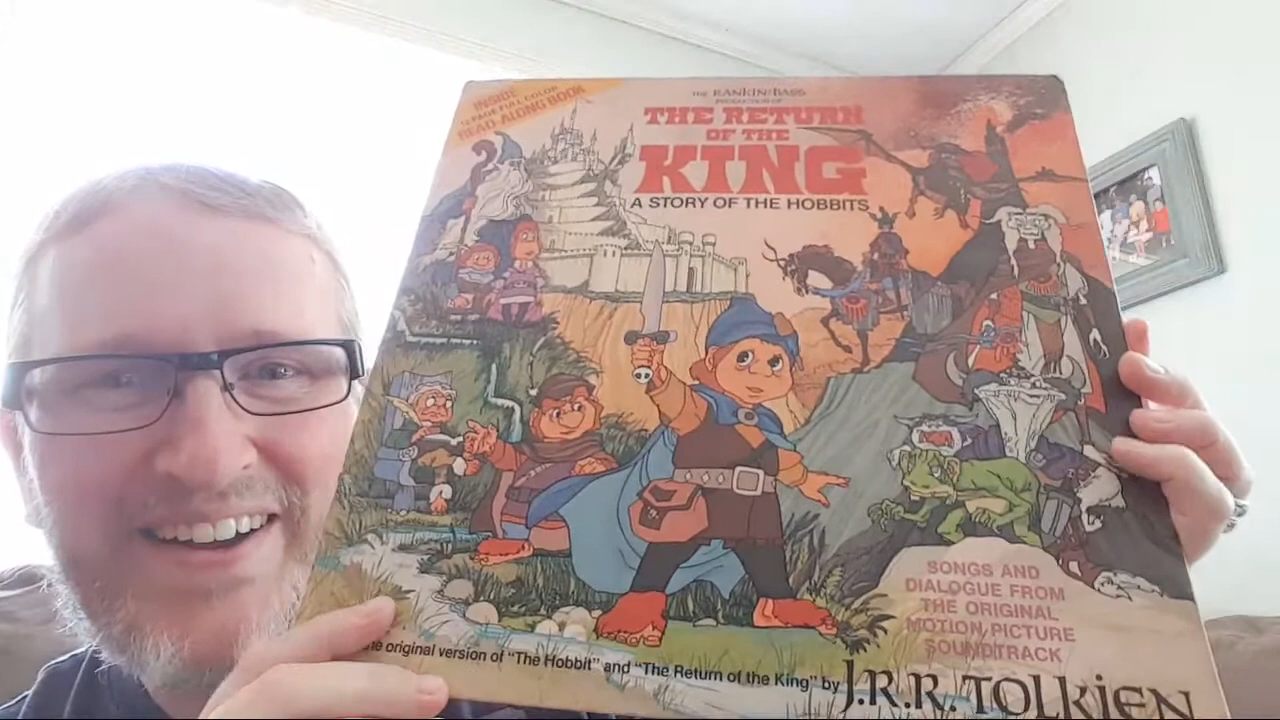 INSIDE
12 PAGE FULL COLOR
READ-ALONG BOOK
THE RANKIN/BASS
PRODUCTION OF
THE RETURN
OF THE
KING
A STORY OF THE HOBBITS
SONGS AND
DIALOGUE FROM
THE ORIGINAL
MOTION PICTURE
SOUNDTRACK
original version of "The Hobbit" and "The Return of the King" by J.R.R. TOLKIEN